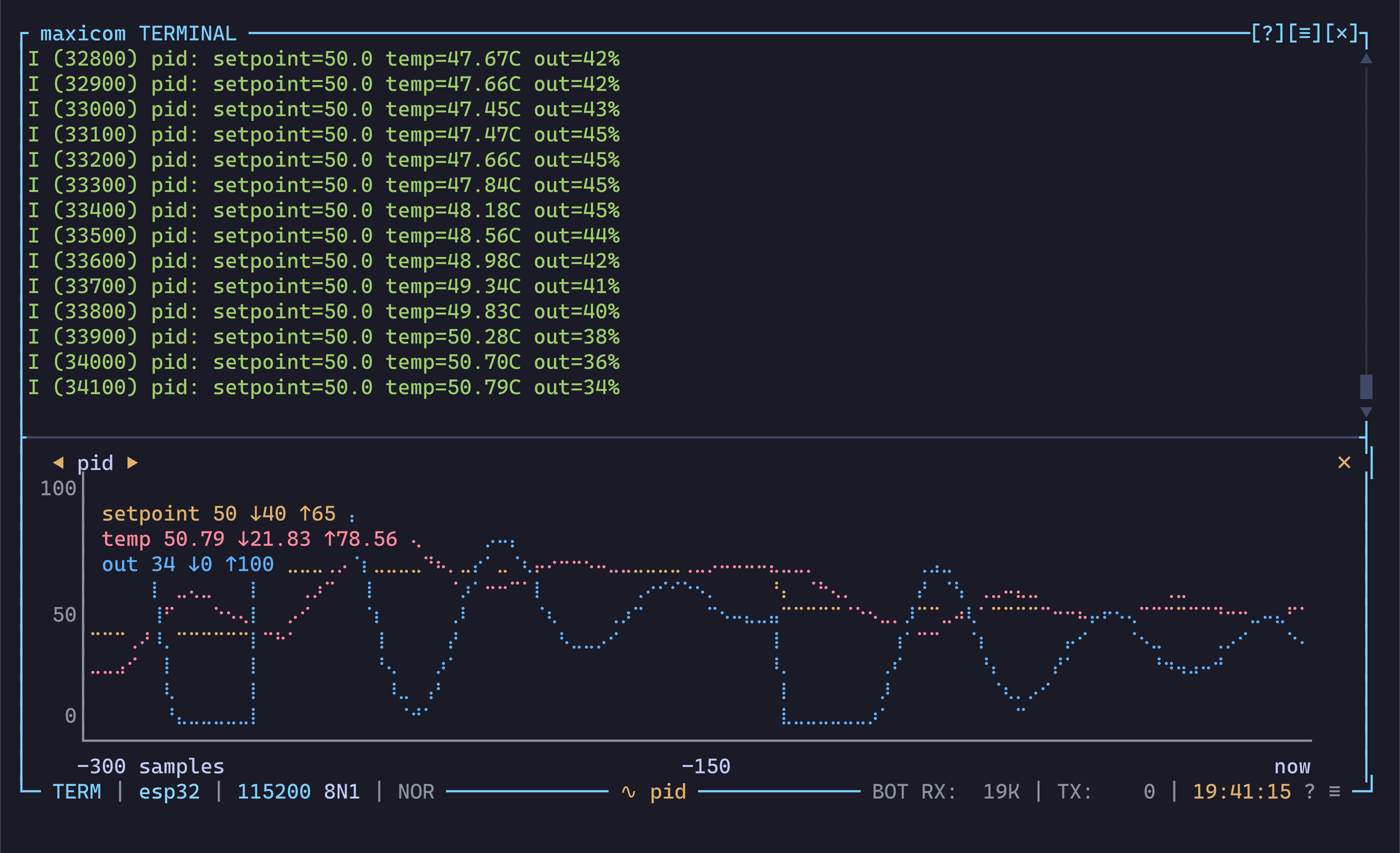 maxicom TERMINAL [?][≡][×]
I (32800) pid: setpoint=50.0 temp=47.67C out=42%
I (32900) pid: setpoint=50.0 temp=47.66C out=42%
I (33000) pid: setpoint=50.0 temp=47.45C out=43%
I (33100) pid: setpoint=50.0 temp=47.47C out=45%
I (33200) pid: setpoint=50.0 temp=47.66C out=45%
I (33300) pid: setpoint=50.0 temp=47.84C out=45%
I (33400) pid: setpoint=50.0 temp=48.18C out=45%
I (33500) pid: setpoint=50.0 temp=48.56C out=44%
I (33600) pid: setpoint=50.0 temp=48.98C out=42%
I (33700) pid: setpoint=50.0 temp=49.34C out=41%
I (33800) pid: setpoint=50.0 temp=49.83C out=40%
I (33900) pid: setpoint=50.0 temp=50.28C out=38%
I (34000) pid: setpoint=50.0 temp=50.70C out=36%
I (34100) pid: setpoint=50.0 temp=50.79C out=34%
◄ pid ► ×
100
setpoint 50 ↓40 ↑65
temp 50.79 ↓21.83 ↑78.56
out 34 ↓0 ↑100
50
0
−300 samples −150 now
TERM | esp32 | 115200 8N1 | NOR ∿ pid BOT RX: 19K | TX: 0 | 19:41:15 ? ≡